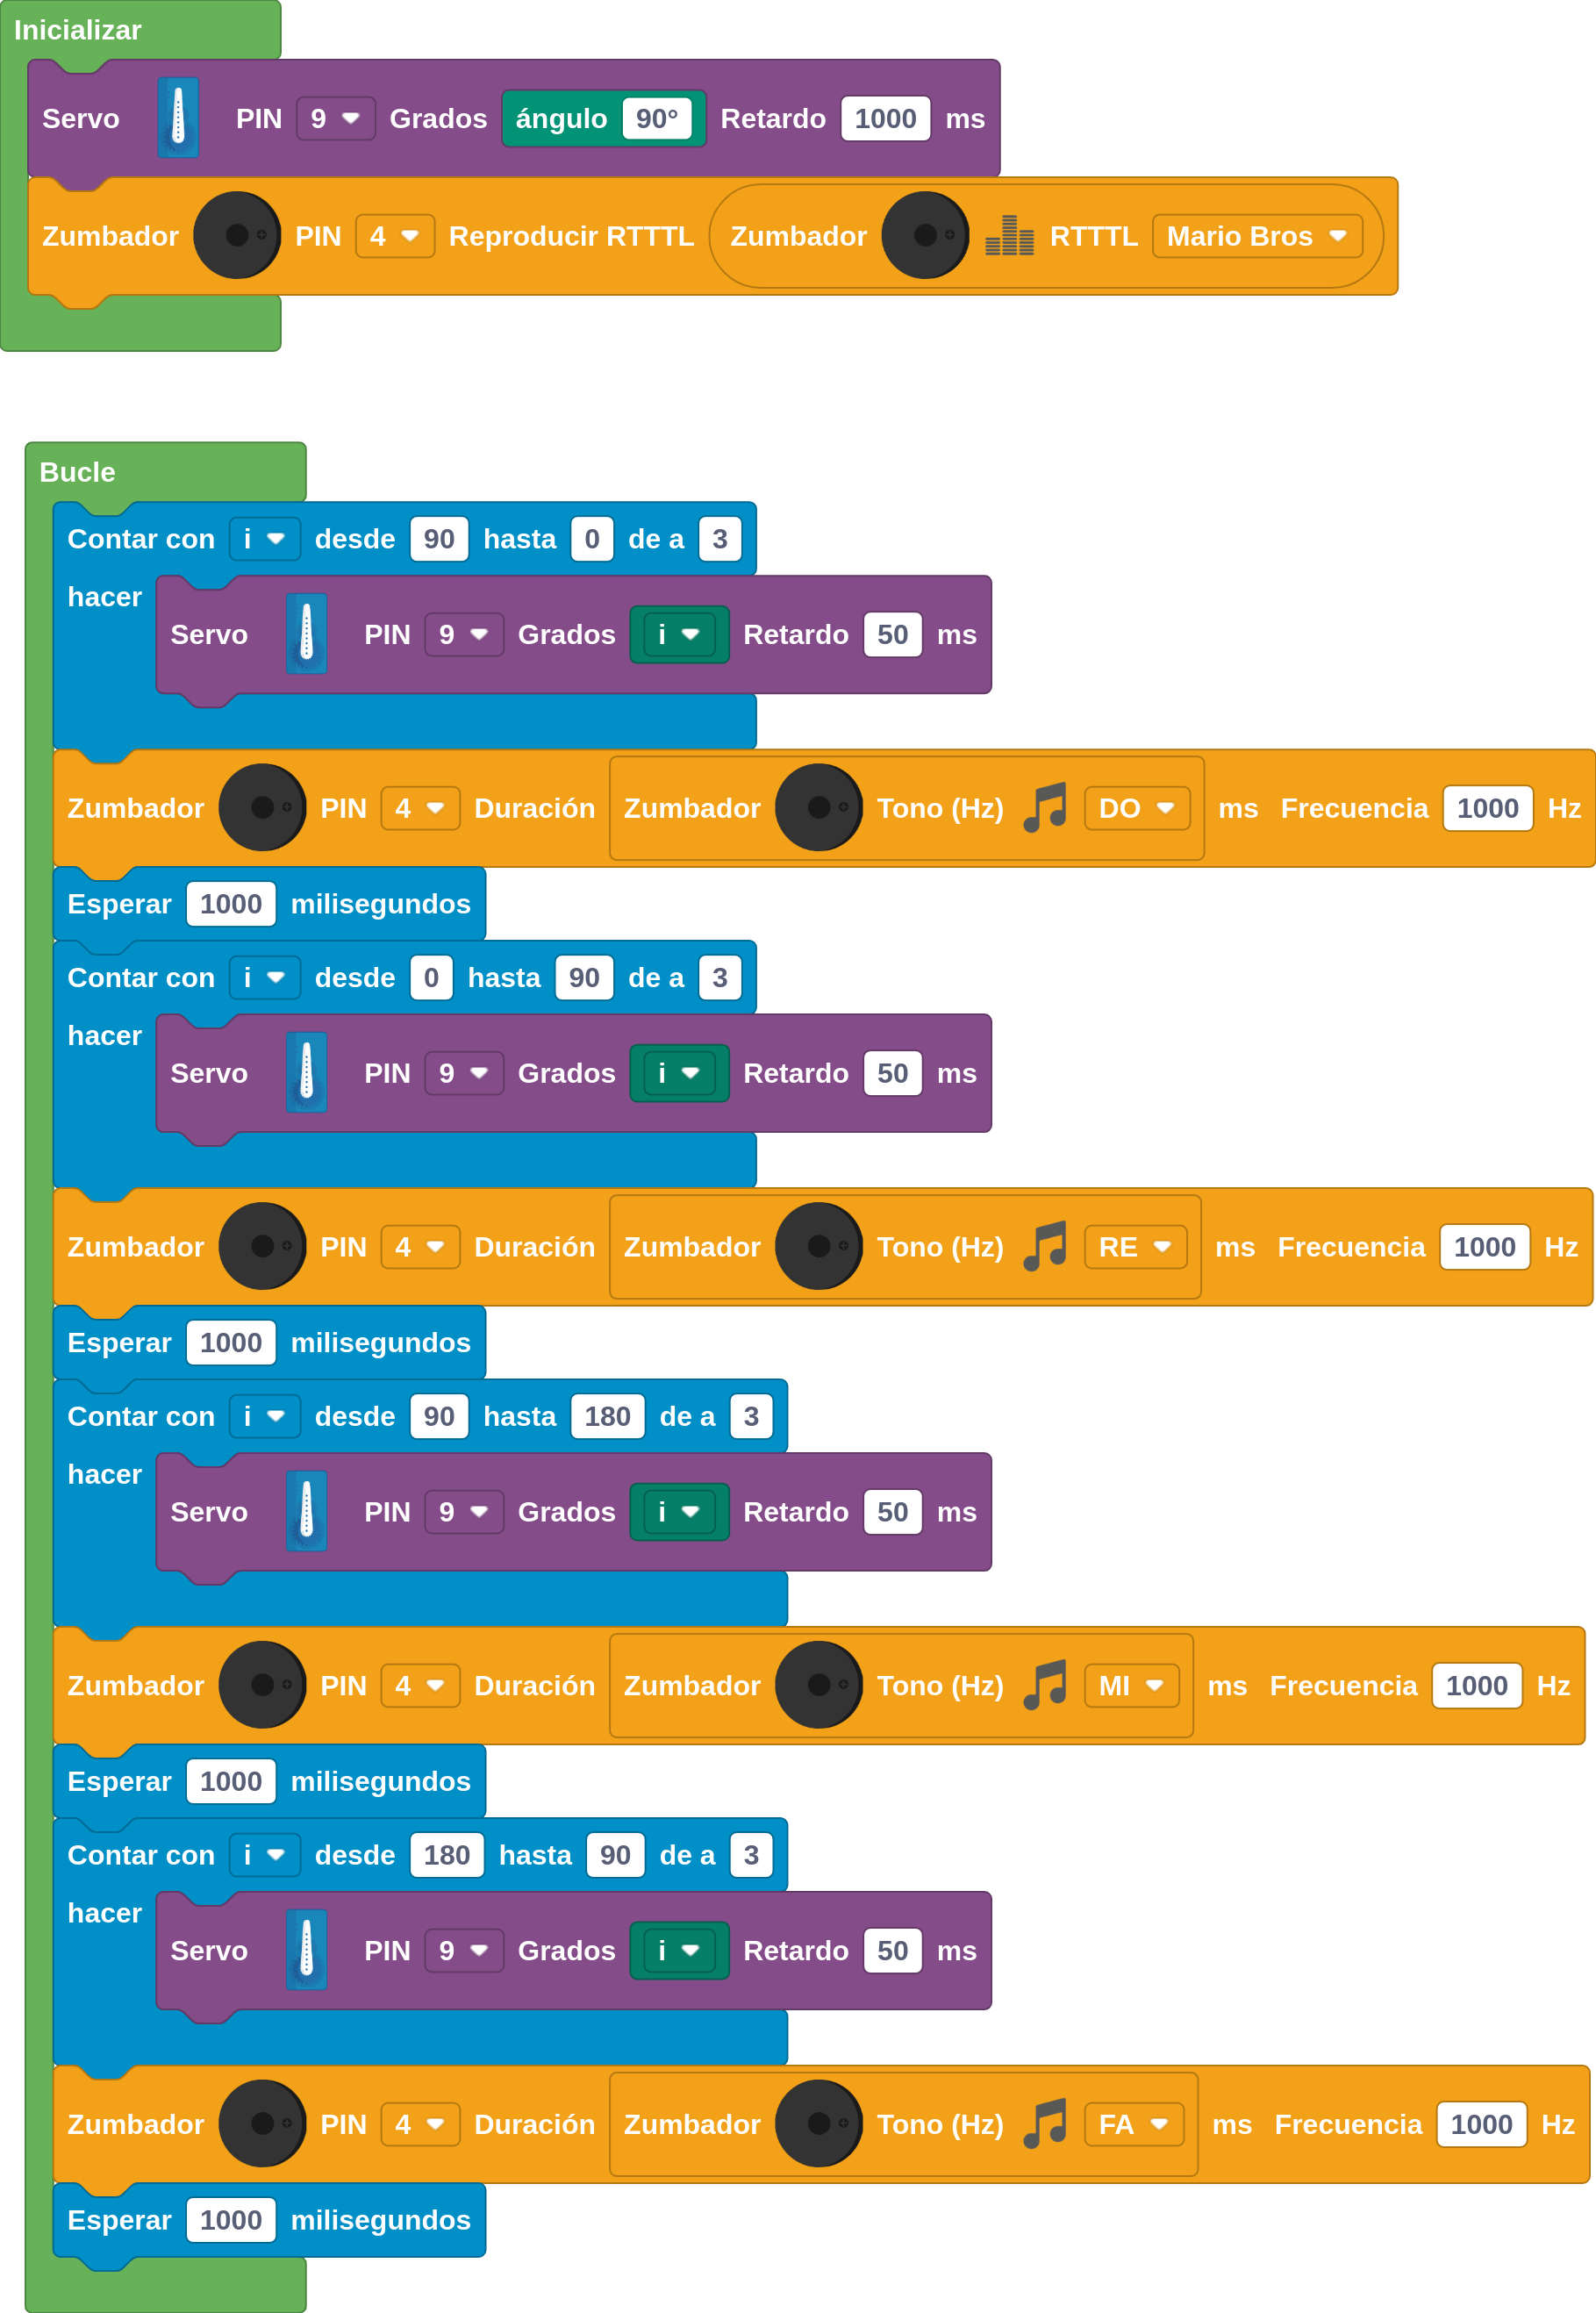 Inicializar
Servo PIN 9 Grados ángulo 90° Retardo 1000 ms
Zumbador PIN 4 Reproducir RTTTL Zumbador RTTTL Mario Bros
Bucle
Contar con i desde 90 hasta 0 de a 3
hacer
Servo PIN 9 Grados i Retardo 50 ms
Zumbador PIN 4 Duración Zumbador Tono (Hz) DO ms Frecuencia 1000 Hz
Esperar 1000 milisegundos
Contar con i desde 0 hasta 90 de a 3
hacer
Servo PIN 9 Grados i Retardo 50 ms
Zumbador PIN 4 Duración Zumbador Tono (Hz) RE ms Frecuencia 1000 Hz
Esperar 1000 milisegundos
Contar con i desde 90 hasta 180 de a 3
hacer
Servo PIN 9 Grados i Retardo 50 ms
Zumbador PIN 4 Duración Zumbador Tono (Hz) MI ms Frecuencia 1000 Hz
Esperar 1000 milisegundos
Contar con i desde 180 hasta 90 de a 3
hacer
Servo PIN 9 Grados i Retardo 50 ms
Zumbador PIN 4 Duración Zumbador Tono (Hz) FA ms Frecuencia 1000 Hz
Esperar 1000 milisegundos